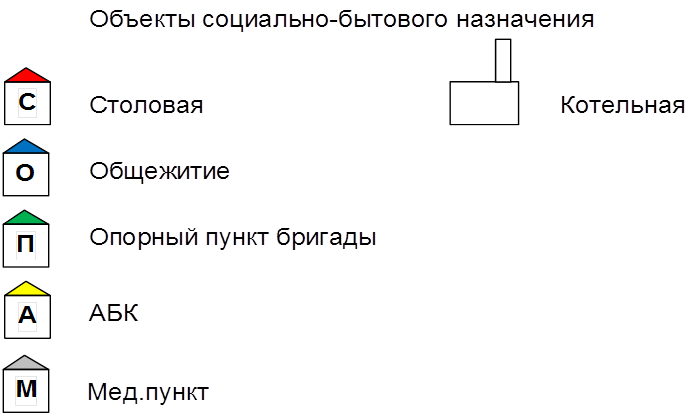 Объекты социально-бытового назначения
С Столовая Котельная
О Общежитие
П Опорный пункт бригады
А АБК
М Мед.пункт